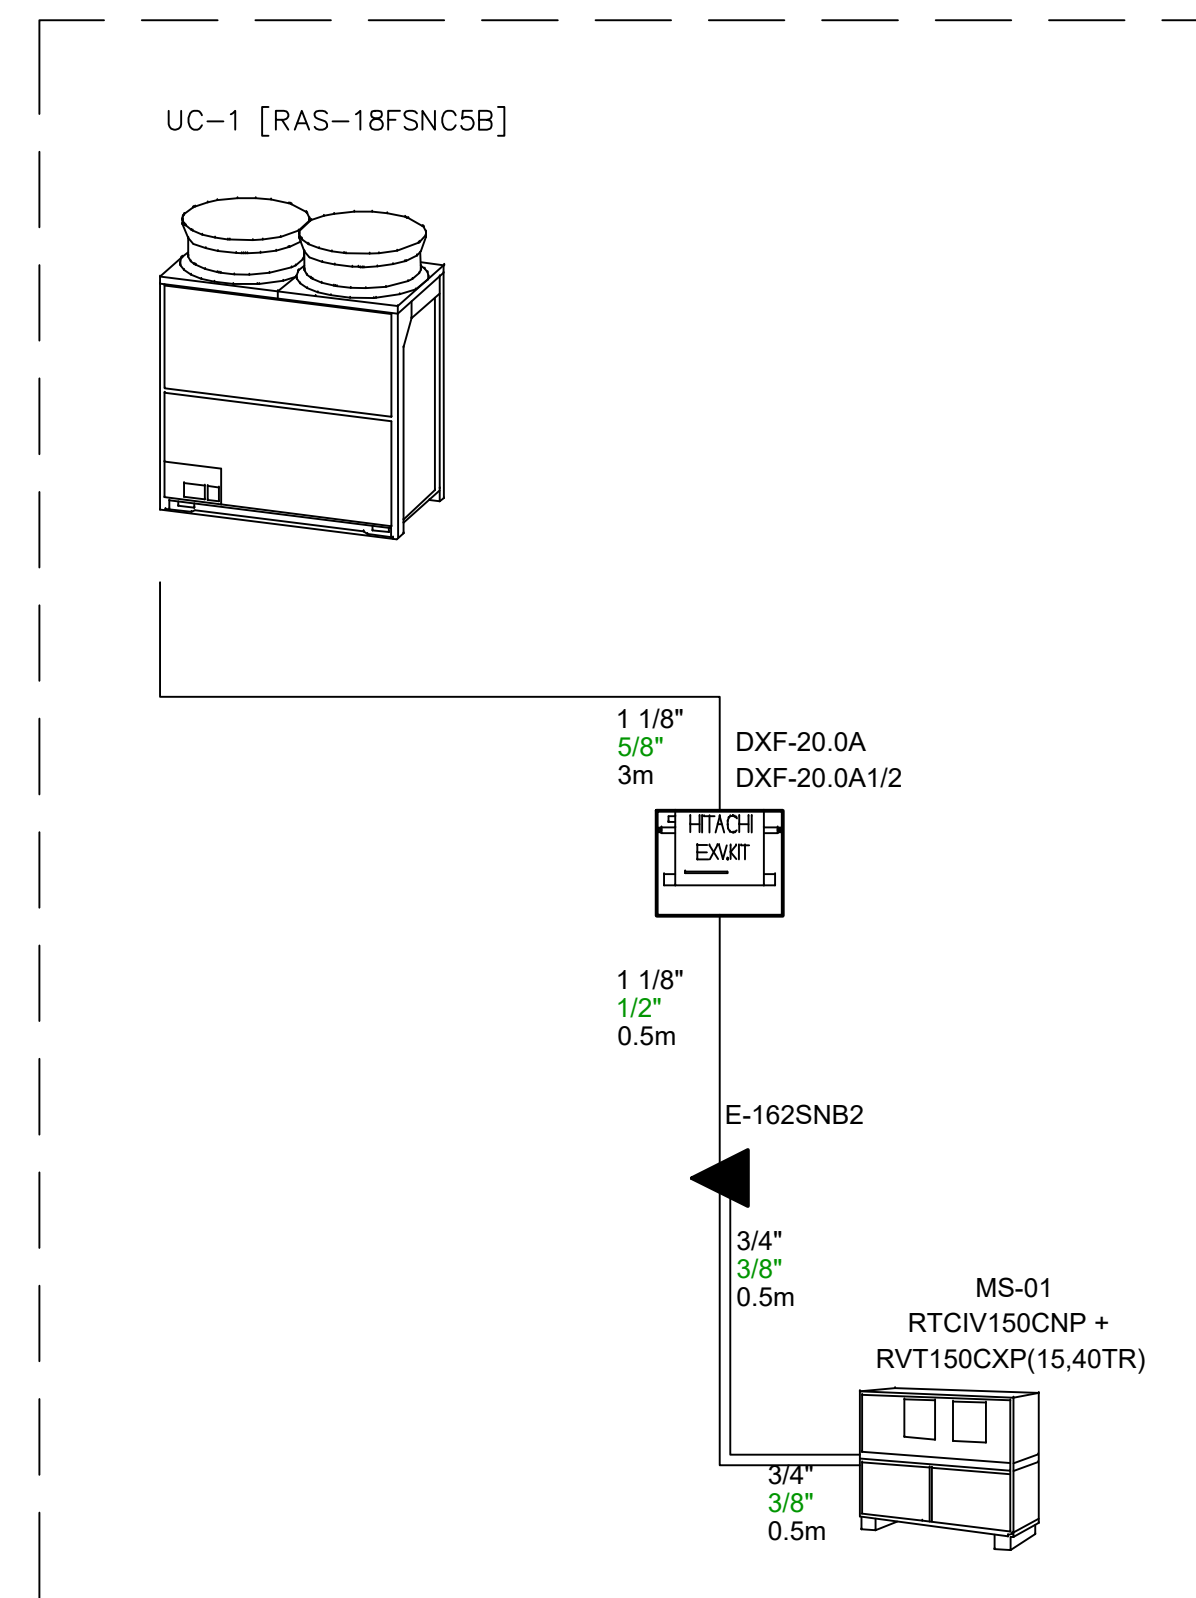 UC-1 [RAS-18FSNC5B]
1 1/8"
5/8"
3m
DXF-20.0A
DXF-20.0A1/2
HITACHI
EXV.KIT
1 1/8"
1/2"
0.5m
E-162SNB2
3/4"
3/8"
0.5m
MS-01
RTCIV150CNP +
RVT150CXP(15,40TR)
3/4"
3/8"
0.5m